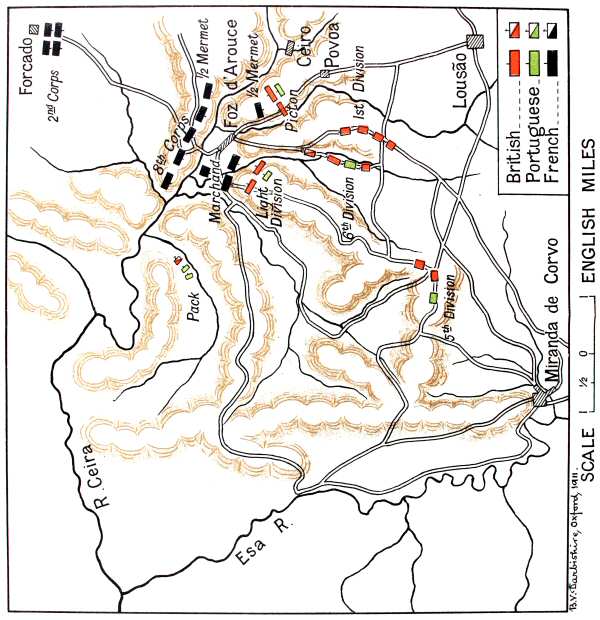 Forcado
2nd Corps
½ Mermet
8th Corps
Foz d'Arouce
½ Mermet
Ceiro
Povoa
Marchand
Picton
1st Division
Lousão
Light
Division
6th Division
Pack
5th Division
R. Ceira
Esa R.
Miranda de Corvo
British
Portuguese
French
SCALE 1 ½ 0 1 ENGLISH MILES
B.V. Darbishire, Oxford, 1911.